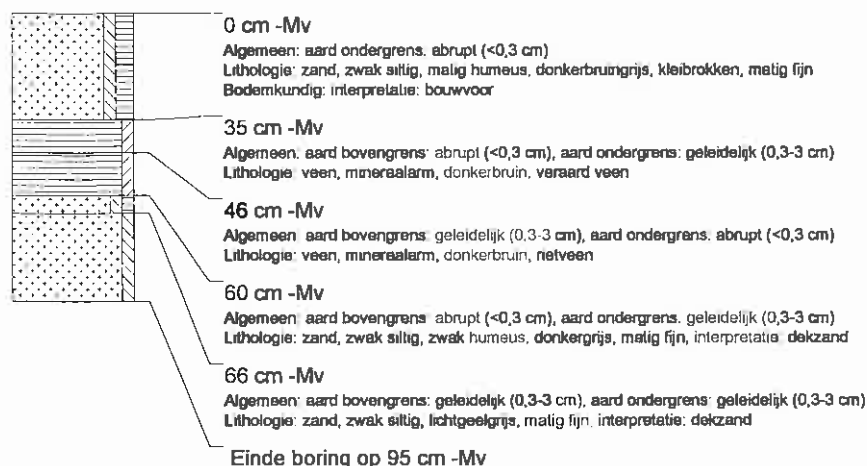 0 cm -Mv
Algemeen: aard ondergrens: abrupt (<0,3 cm)
Lithologie: zand, zwak siltig, matig humeus, donkerbruingrijs, kleibrokken, matig fijn
Bodemkundig: interpretatie: bouwvoor
35 cm -Mv
Algemeen: aard bovengrens: abrupt (<0,3 cm), aard ondergrens: geleidelijk (0,3-3 cm)
Lithologie: veen, mineraalarm, donkerbruin, veraard veen
46 cm -Mv
Algemeen: aard bovengrens: geleidelijk (0,3-3 cm), aard ondergrens: abrupt (<0,3 cm)
Lithologie: veen, mineraalarm, donkerbruin, rietveen
60 cm -Mv
Algemeen: aard bovengrens: abrupt (<0,3 cm), aard ondergrens: geleidelijk (0,3-3 cm)
Lithologie: zand, zwak siltig, zwak humeus, donkergrijs, matig fijn, interpretatie: dekzand
66 cm -Mv
Algemeen: aard bovengrens: geleidelijk (0,3-3 cm), aard ondergrens: geleidelijk (0,3-3 cm)
Lithologie: zand, zwak siltig, lichtgeelgrijs, matig fijn, interpretatie: dekzand
Einde boring op 95 cm -Mv